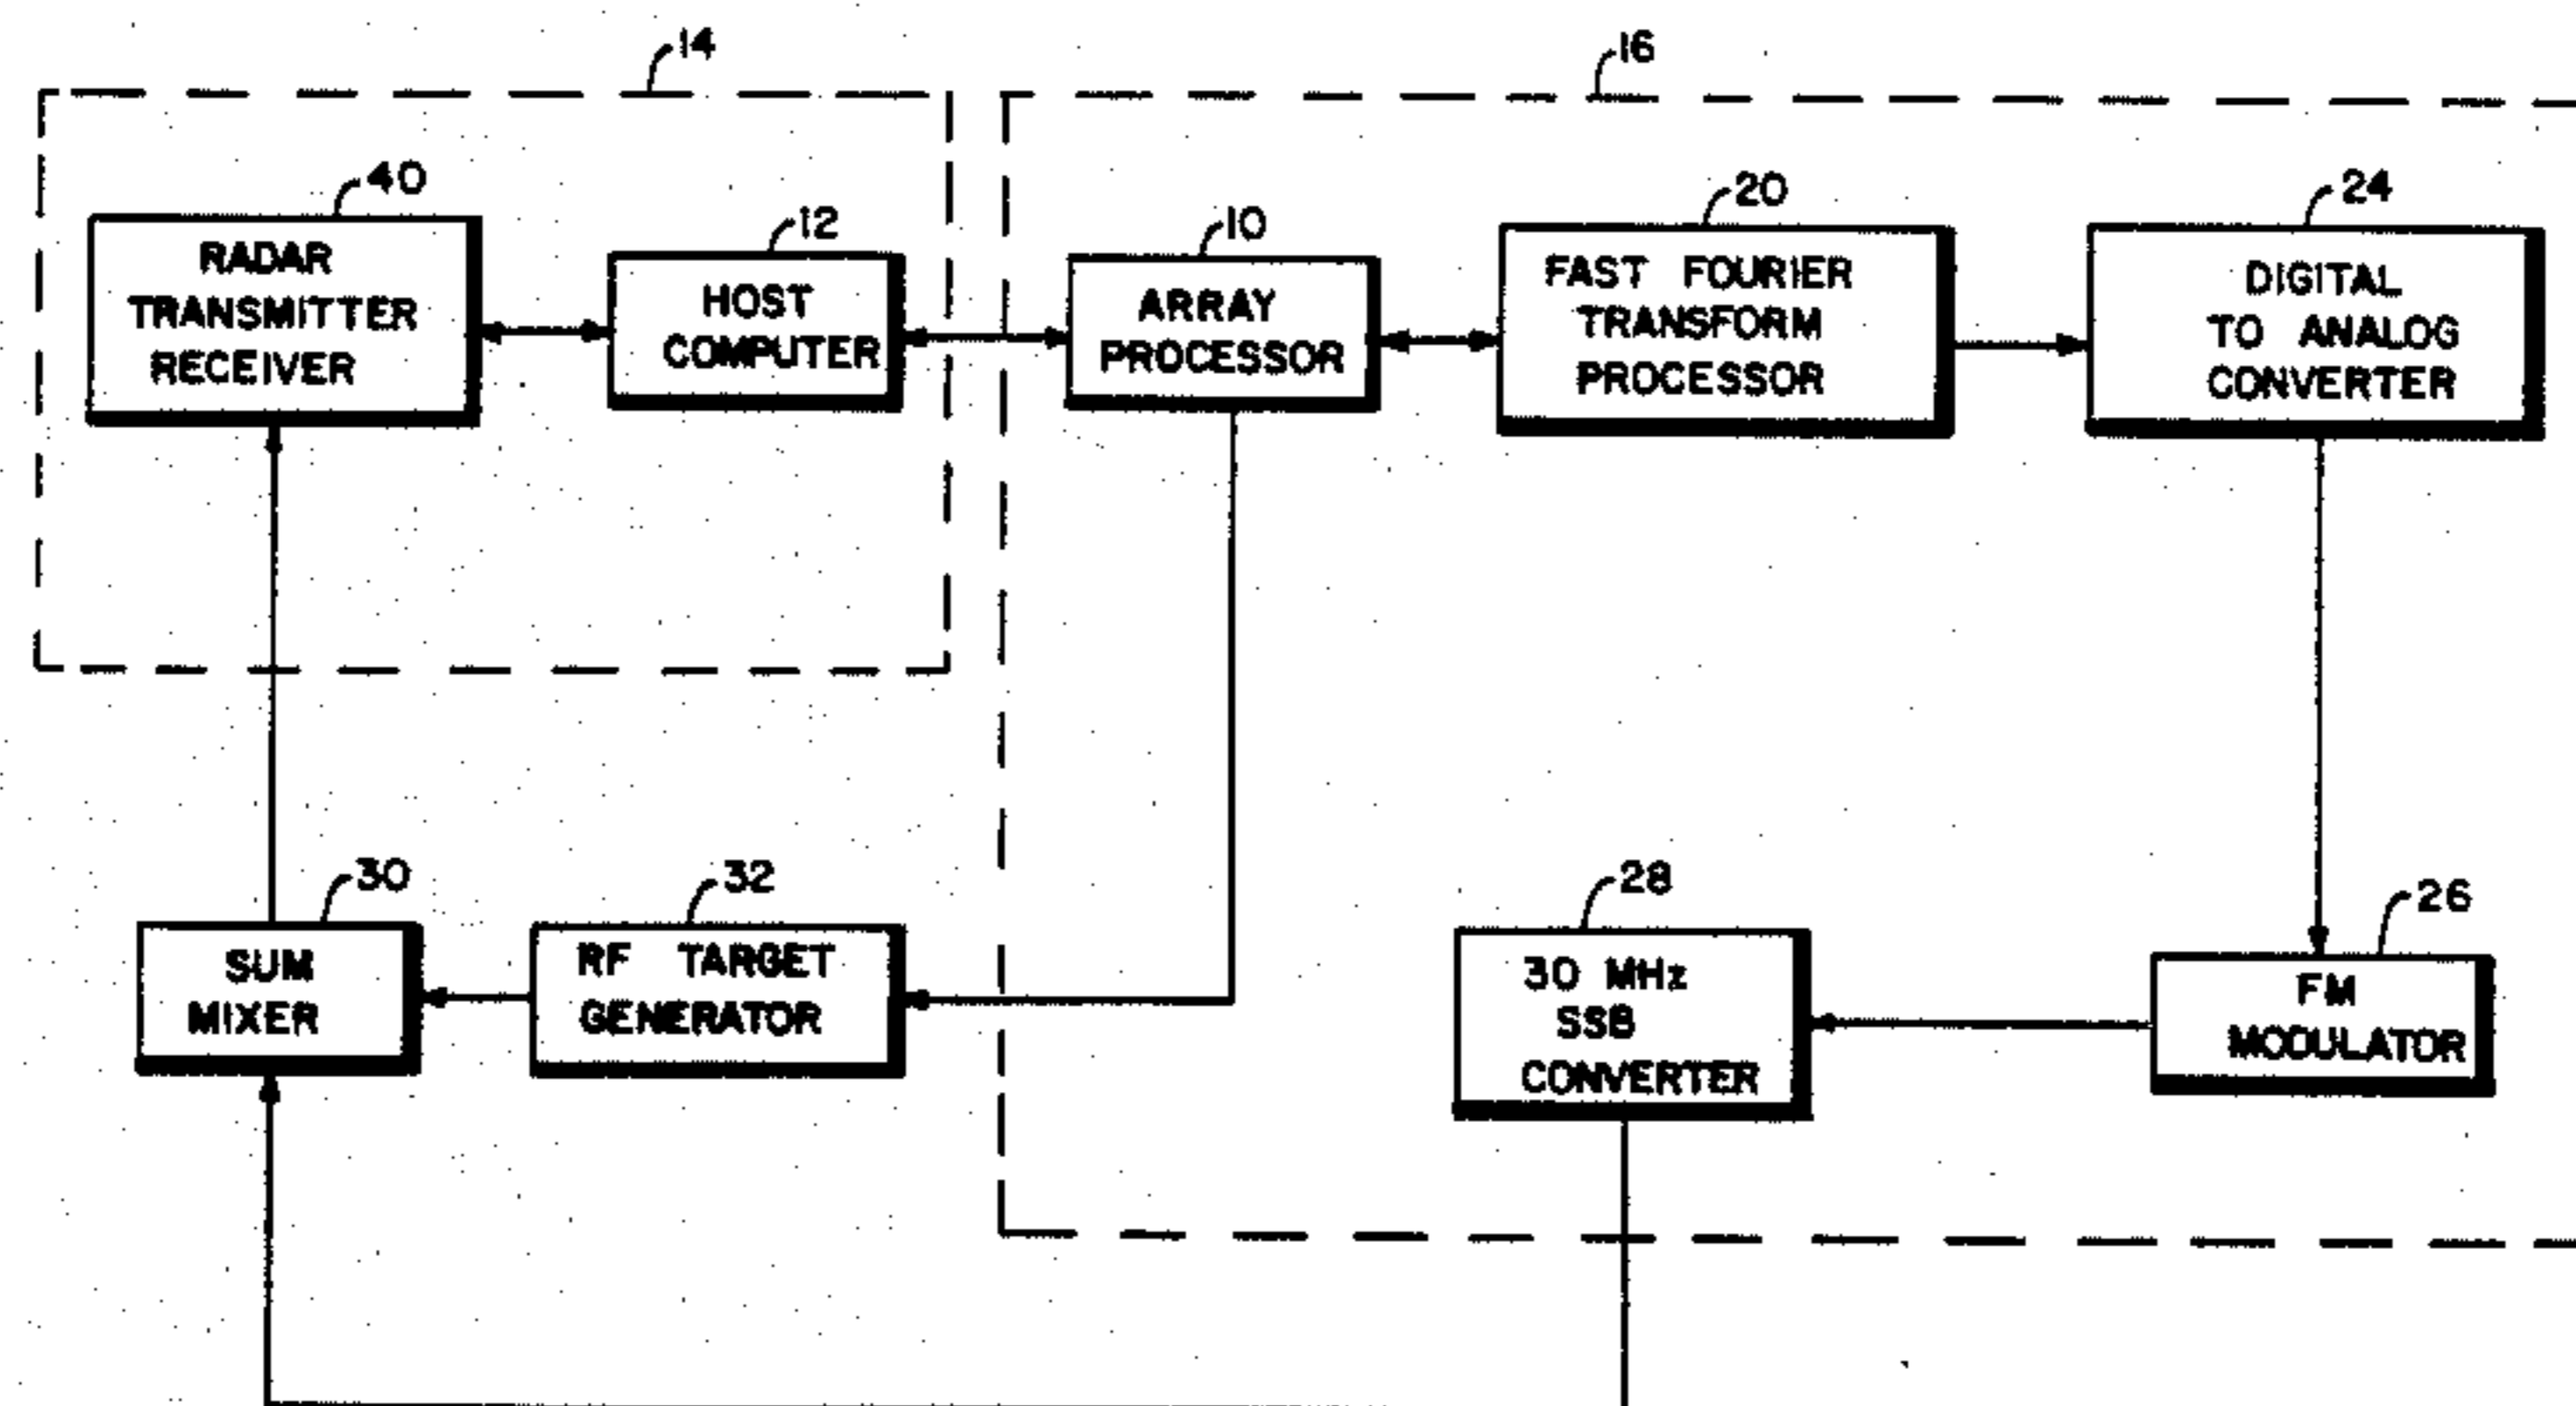 14
16
40
RADAR
TRANSMITTER
RECEIVER
12
HOST
COMPUTER
10
ARRAY
PROCESSOR
20
FAST FOURIER
TRANSFORM
PROCESSOR
24
DIGITAL
TO ANALOG
CONVERTER
30
SUM
MIXER
32
RF TARGET
GENERATOR
28
30 MHz
SSB
CONVERTER
26
FM
MODULATOR